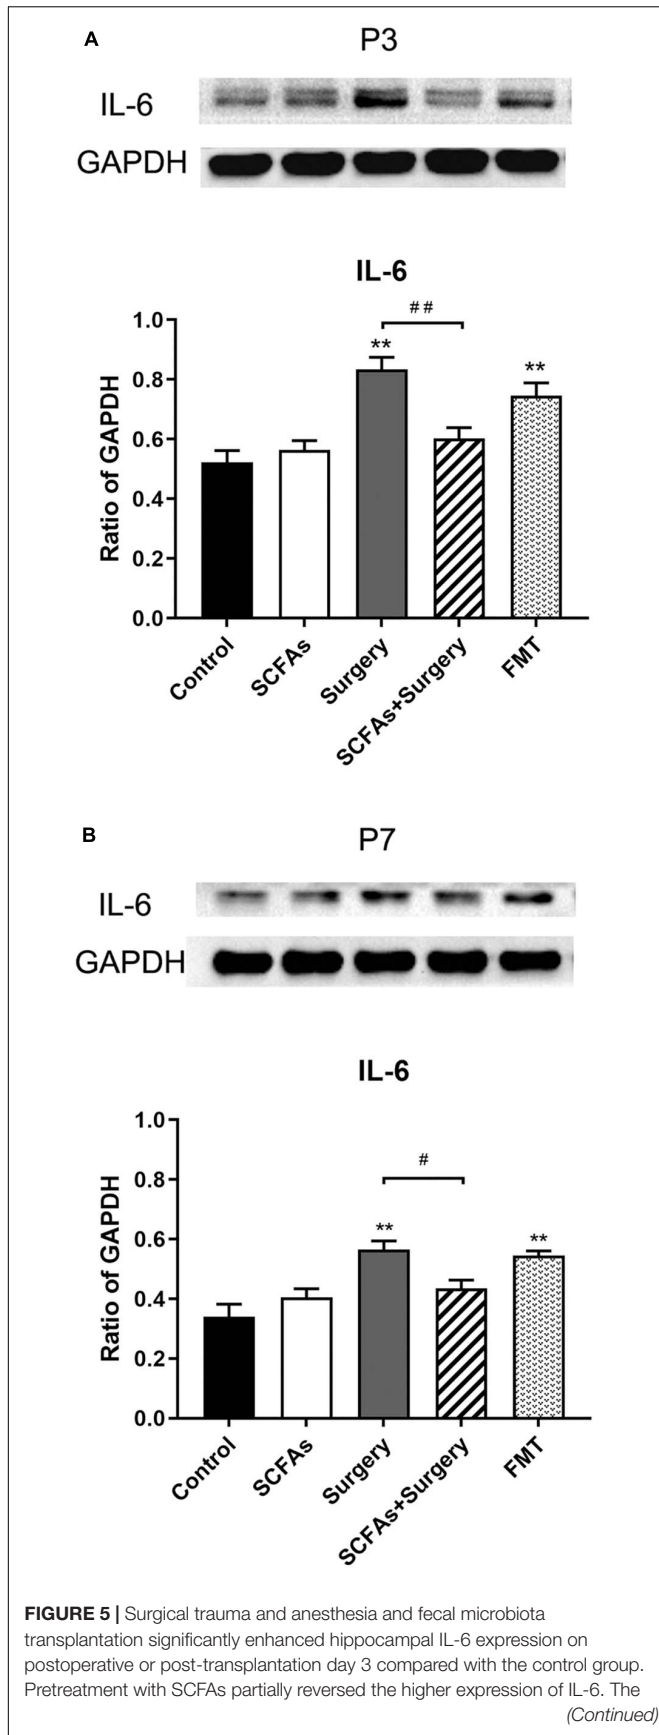 A
P3
IL-6
GAPDH
IL-6
##
1.0
**
**
0.8
0.6
0.4
0.2
0.0
Ratio of GAPDH
Control
SCFAs
Surgery
SCFAs+Surgery
FMT
B
P7
IL-6
GAPDH
IL-6
1.0
0.8
#
0.6
**
**
0.4
0.2
0.0
Ratio of GAPDH
Control
SCFAs
Surgery
SCFAs+Surgery
FMT
FIGURE 5 | Surgical trauma and anesthesia and fecal microbiota
transplantation significantly enhanced hippocampal IL-6 expression on
postoperative or post-transplantation day 3 compared with the control group.
Pretreatment with SCFAs partially reversed the higher expression of IL-6. The
(Continued)